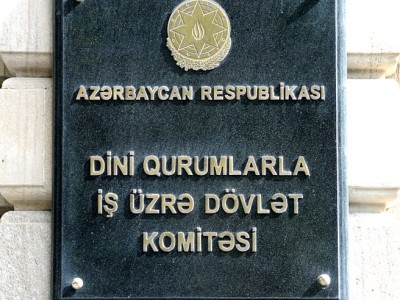 AZƏRBAYCAN RESPUBLİKASI
DİNİ QURUMLARLA
İŞ ÜZRƏ DÖVLƏT
KOMİTƏSİ